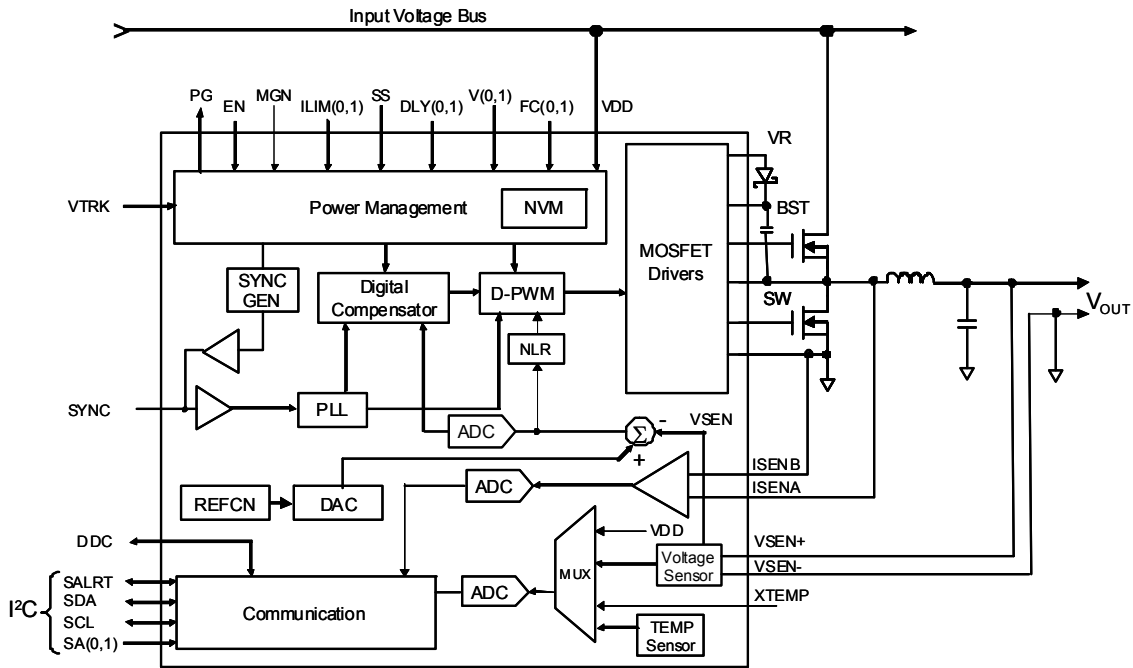 Input Voltage Bus
PG
EN
MGN
ILIM(0,1)
SS
DLY(0,1)
V(0,1)
FC(0,1)
VDD
VR
VTRK
Power Management
NVM
BST
MOSFET
Drivers
SYNC
GEN
Digital
Compensator
D-PWM
SW
VOUT
NLR
SYNC
PLL
ADC
VSEN
Σ
-
+
ISENB
ISENA
ADC
REFCN
DAC
DDC
VDD
VSEN+
VSEN-
Voltage
Sensor
MUX
I²C
SALRT
SDA
SCL
SA(0,1)
Communication
ADC
XTEMP
TEMP
Sensor